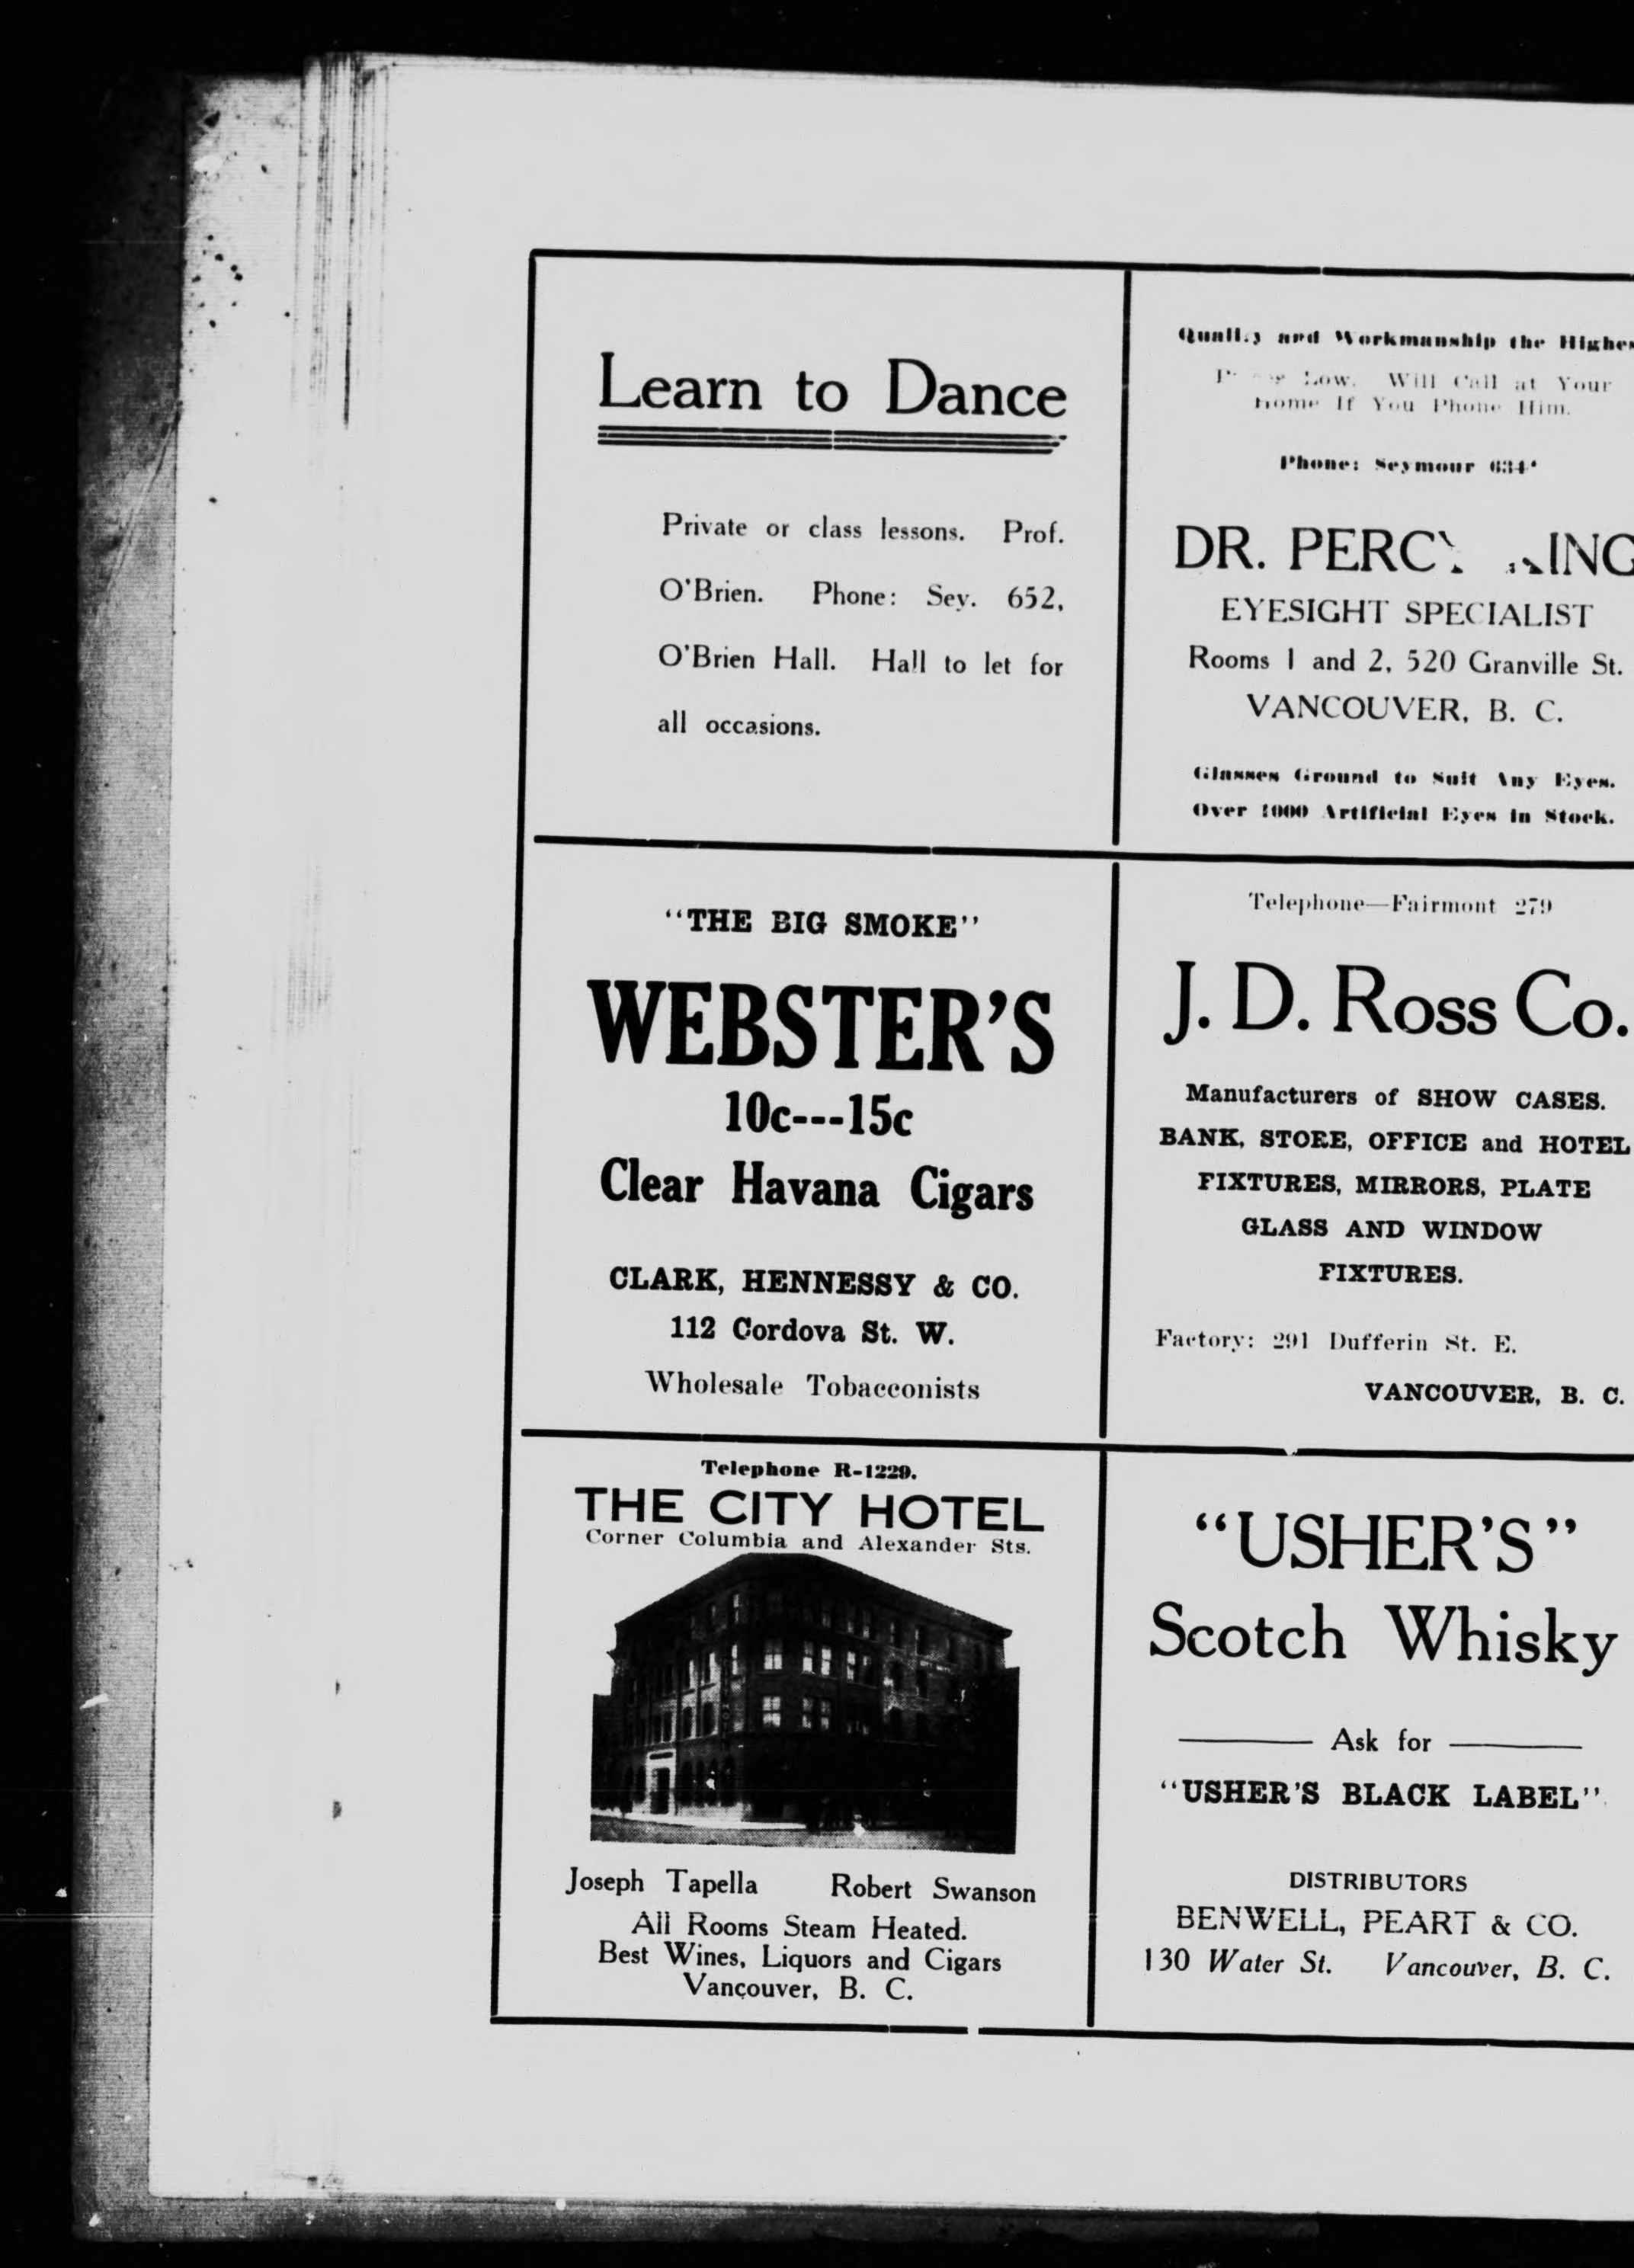 Learn to Dance
Private or class lessons. Prof.
O'Brien. Phone: Sey. 652,
O'Brien Hall. Hall to let for
all occasions.
and Workmanship the
Low. Will Call at Your
Home If You Phone Him.
Phone: Seymour
DR.
EYESIGHT SPECIALIST
Rooms 1 and 2, 520 Granville St.
VANCOUVER, B. C.
Glasses Ground to Suit Any Eyes.
Over 1000 Artificial Eyes in Stock.
"THE BIG SMOKE"
WEBSTER'S
10c---15c
Clear Havana Cigars
CLARK, HENNESSY & CO.
112 Cordova St. W.
Wholesale Tobacconists
Telephone—Fairmont 279
J. D. Ross Co.
Manufacturers of SHOW CASES.
BANK, STORE, OFFICE and HOTEL
FIXTURES, MIRRORS, PLATE
GLASS AND WINDOW
FIXTURES.
Factory: 291 Dufferin St. E.
VANCOUVER, B. C.
Telephone R-1229.
THE CITY HOTEL
Corner Columbia and Alexander Sts.
Joseph Tapella Robert Swanson
All Rooms Steam Heated.
Best Wines, Liquors and Cigars
Vancouver, B. C.
"USHER'S"
Scotch Whisky
Ask for
"USHER'S BLACK LABEL"
DISTRIBUTORS
BENWELL, PEART & CO.
130 Water St. Vancouver, B. C.